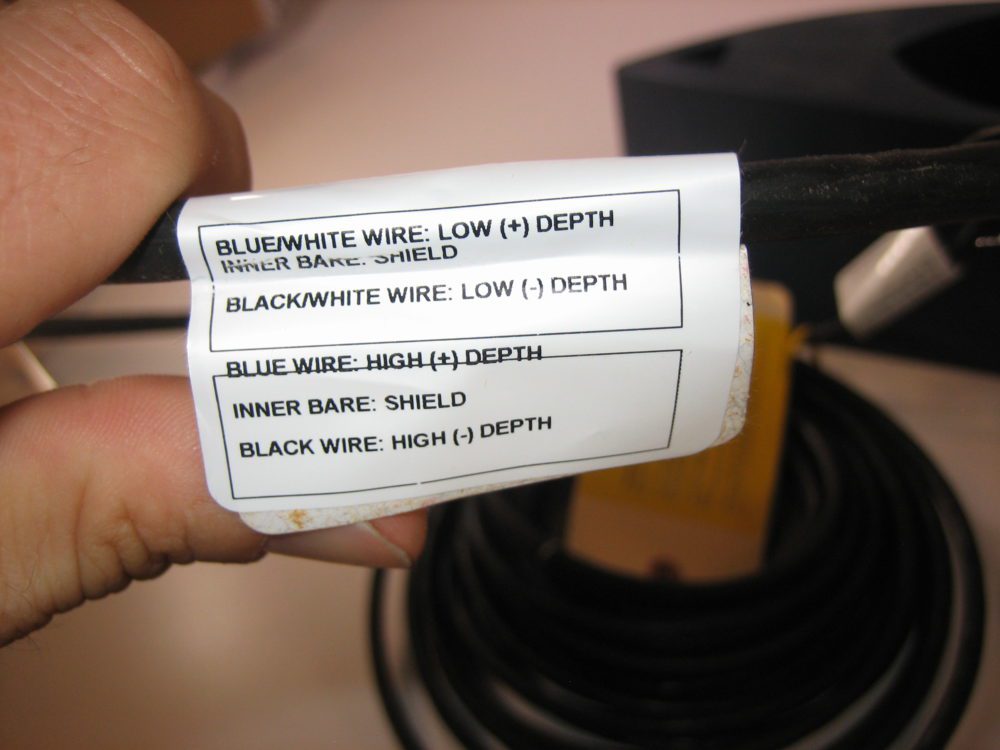 BLUE/WHITE WIRE: LOW (+) DEPTH
INNER BARE: SHIELD
BLACK/WHITE WIRE: LOW (-) DEPTH
BLUE WIRE: HIGH (+) DEPTH
INNER BARE: SHIELD
BLACK WIRE: HIGH (-) DEPTH